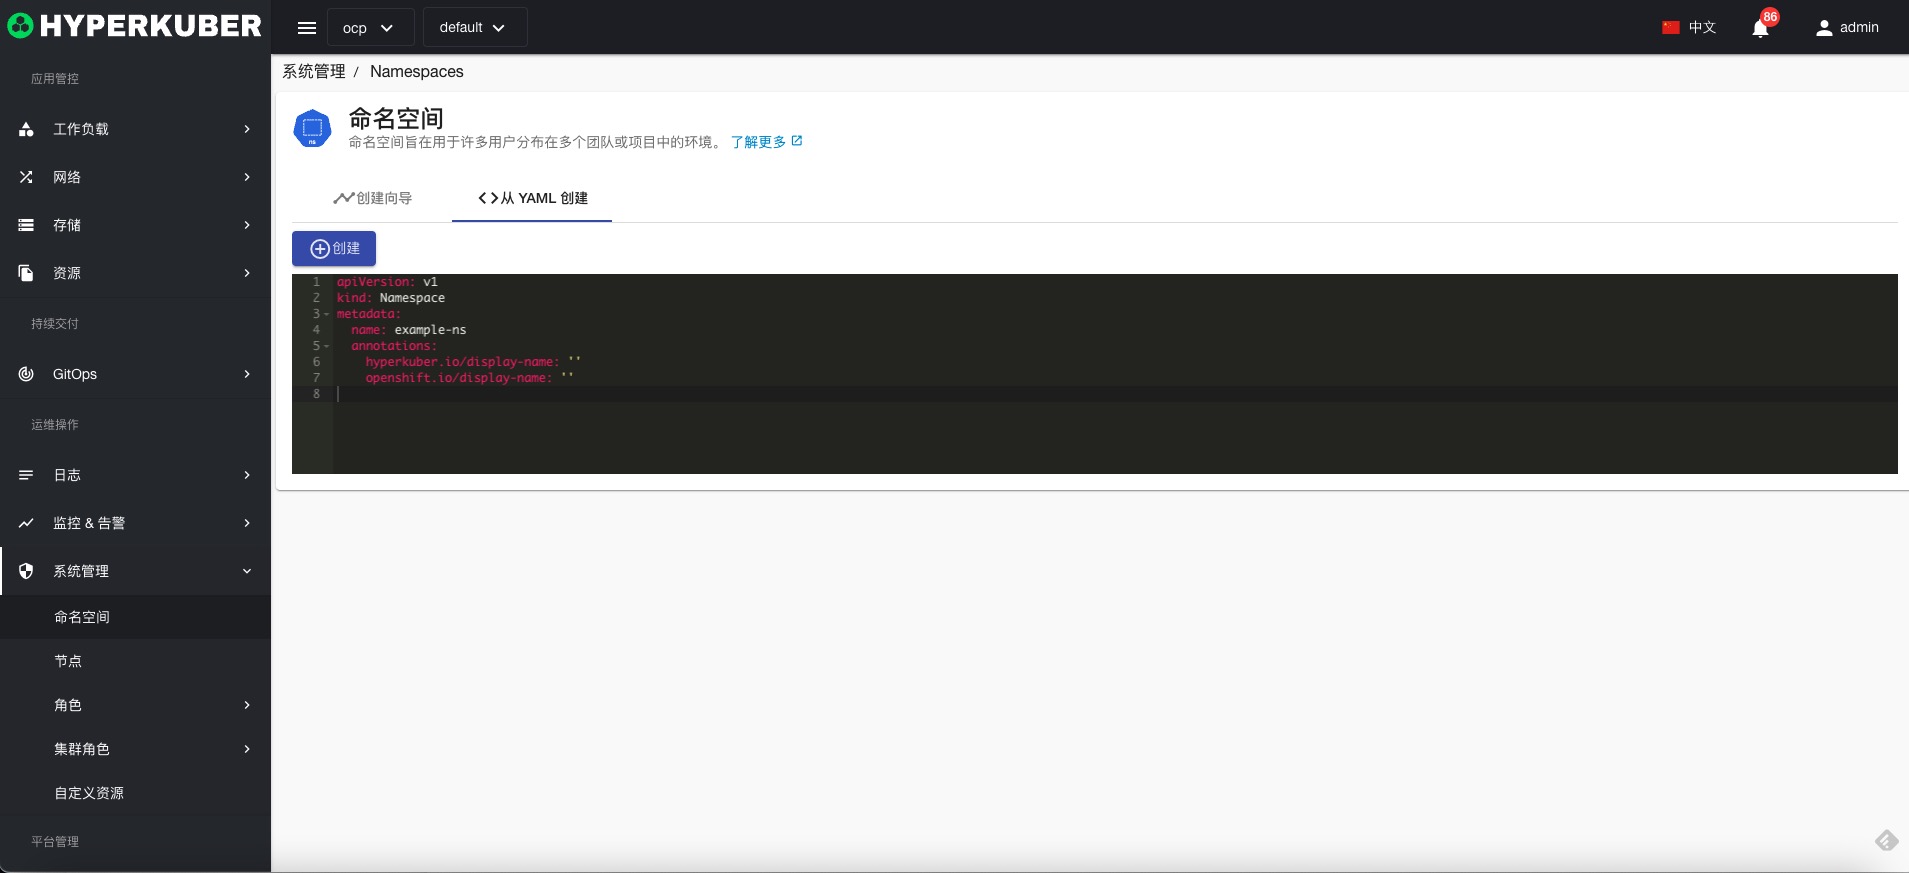 HYPERKUBER
ocp
default
中文
86
admin
应用管控
工作负载
网络
存储
资源
持续交付
GitOps
运维操作
日志
监控 & 告警
系统管理
命名空间
节点
角色
集群角色
自定义资源
平台管理
系统管理 / Namespaces
ns
命名空间
命名空间旨在用于许多用户分布在多个团队或项目中的环境。 了解更多
创建向导
从 YAML 创建
创建
1 apiVersion: v1
2 kind: Namespace
3 metadata:
4 name: example-ns
5 annotations:
6 hyperkuber.io/display-name: ''
7 openshift.io/display-name: ''
8